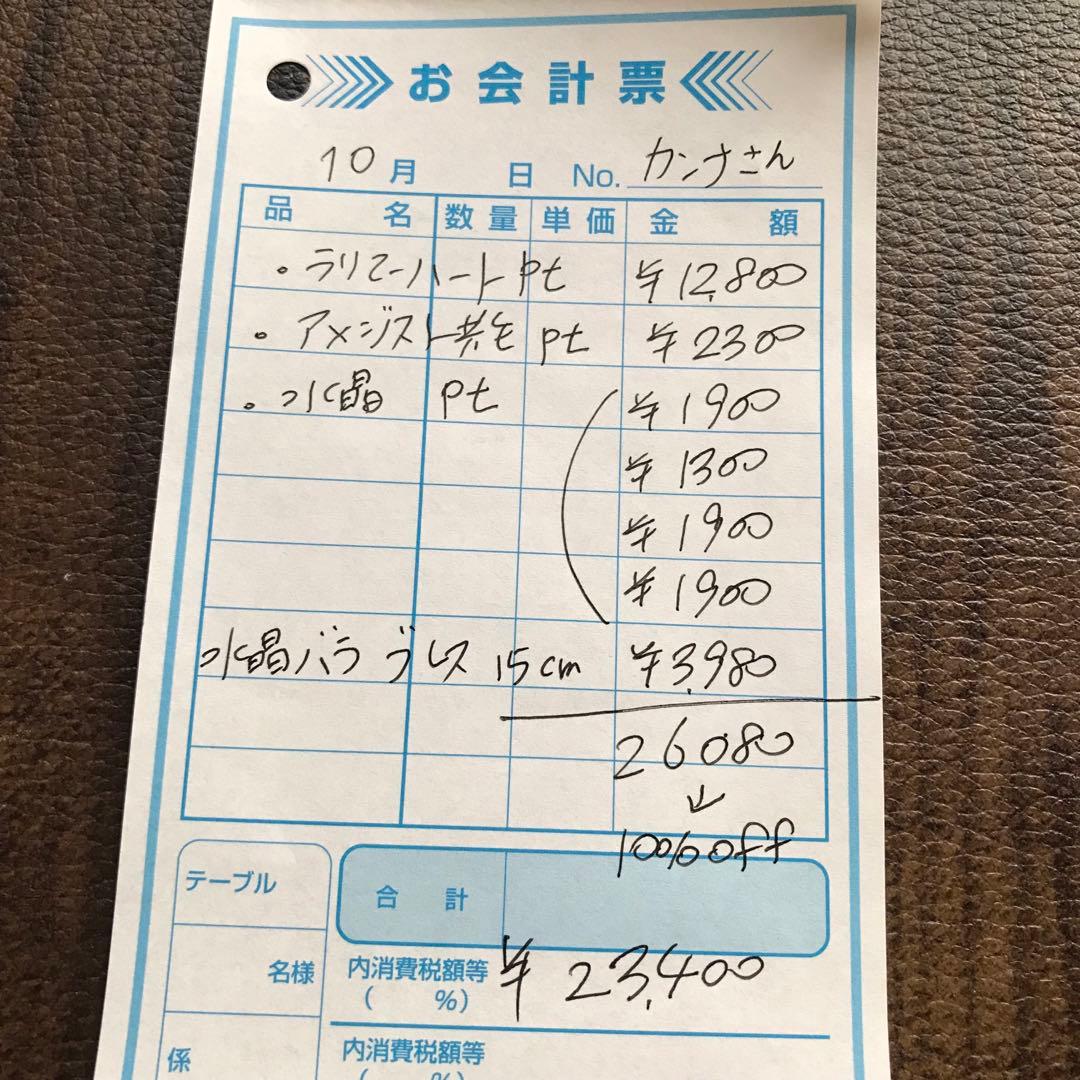 お会計票
10月 日 No. カンナさん
品名 数量 単価 金額
・ラリマーハートpt ¥12,800
・アメジスト共生 pt ¥2300
・水晶 pt ¥1900
¥1300
¥1900
¥1900
水晶バラ ブレス 15cm ¥3,980
26080
↓
10%off
テーブル
合計
名様
内消費税額等
( %)
¥23,400
係
内消費税額等
( %)